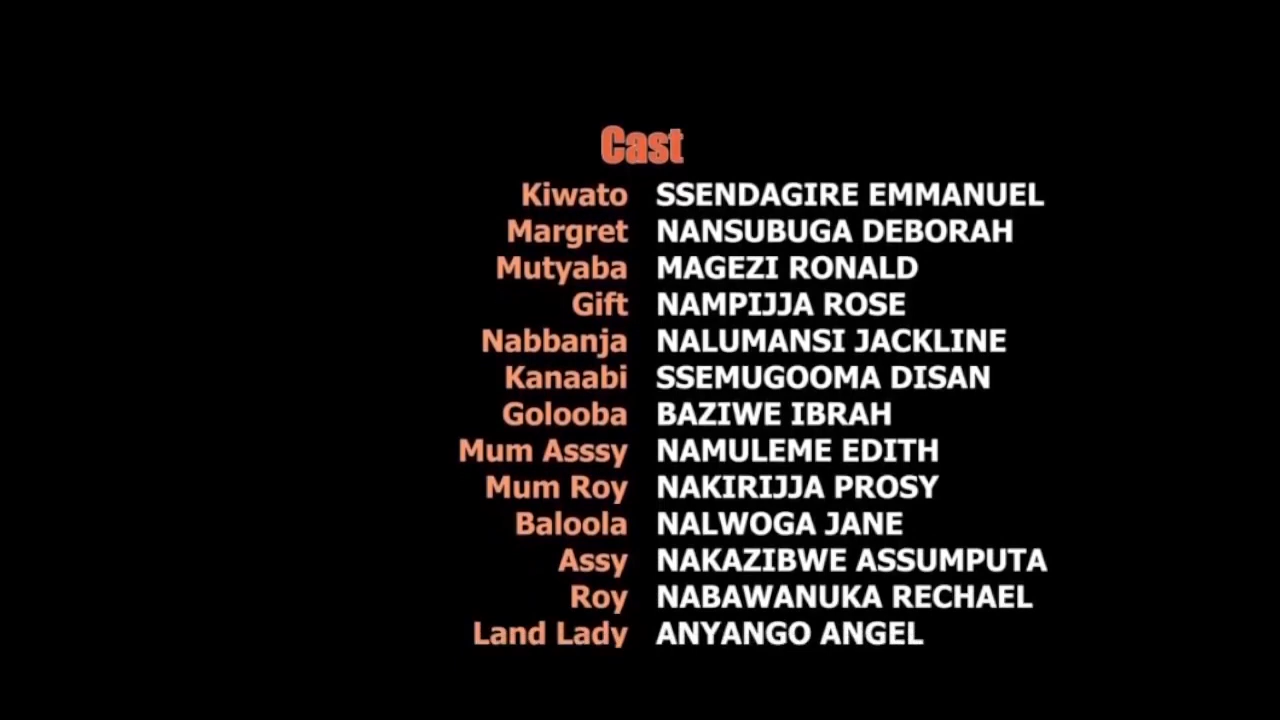 Cast
Kiwato SSENDAGIRE EMMANUEL
Margret NANSUBUGA DEBORAH
Mutyaba MAGEZI RONALD
Gift NAMPIJJA ROSE
Nabbanja NALUMANSI JACKLINE
Kanaabi SSEMUGOOMA DISAN
Golooba BAZIWE IBRAH
Mum Asssy NAMULEME EDITH
Mum Roy NAKIRIJJA PROSY
Baloola NALWOGA JANE
Assy NAKAZIBWE ASSUMPUTA
Roy NABAWANUKA RECHAEL
Land Lady ANYANGO ANGEL